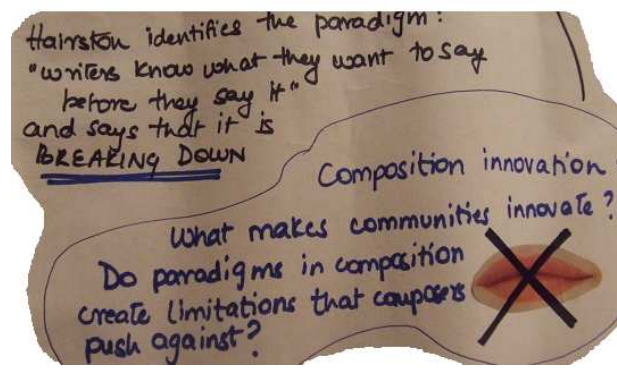 Hairston identifies the paradigm:
"writers know what they want to say
before they say it"
and says that it is
BREAKING DOWN
Composition innovation
What makes communities innovate?
Do paradigms in composition
create limitations that composers
push against?